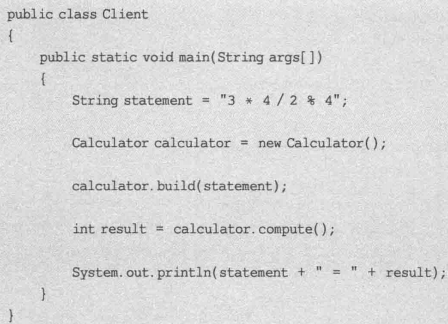 public class Client
{
    public static void main(String args[])
    {
        String statement = "3 * 4 / 2 % 4";
        Calculator calculator = new Calculator();
        calculator.build(statement);
        int result = calculator.compute();
        System.out.println(statement + " = " + result);
    }
}